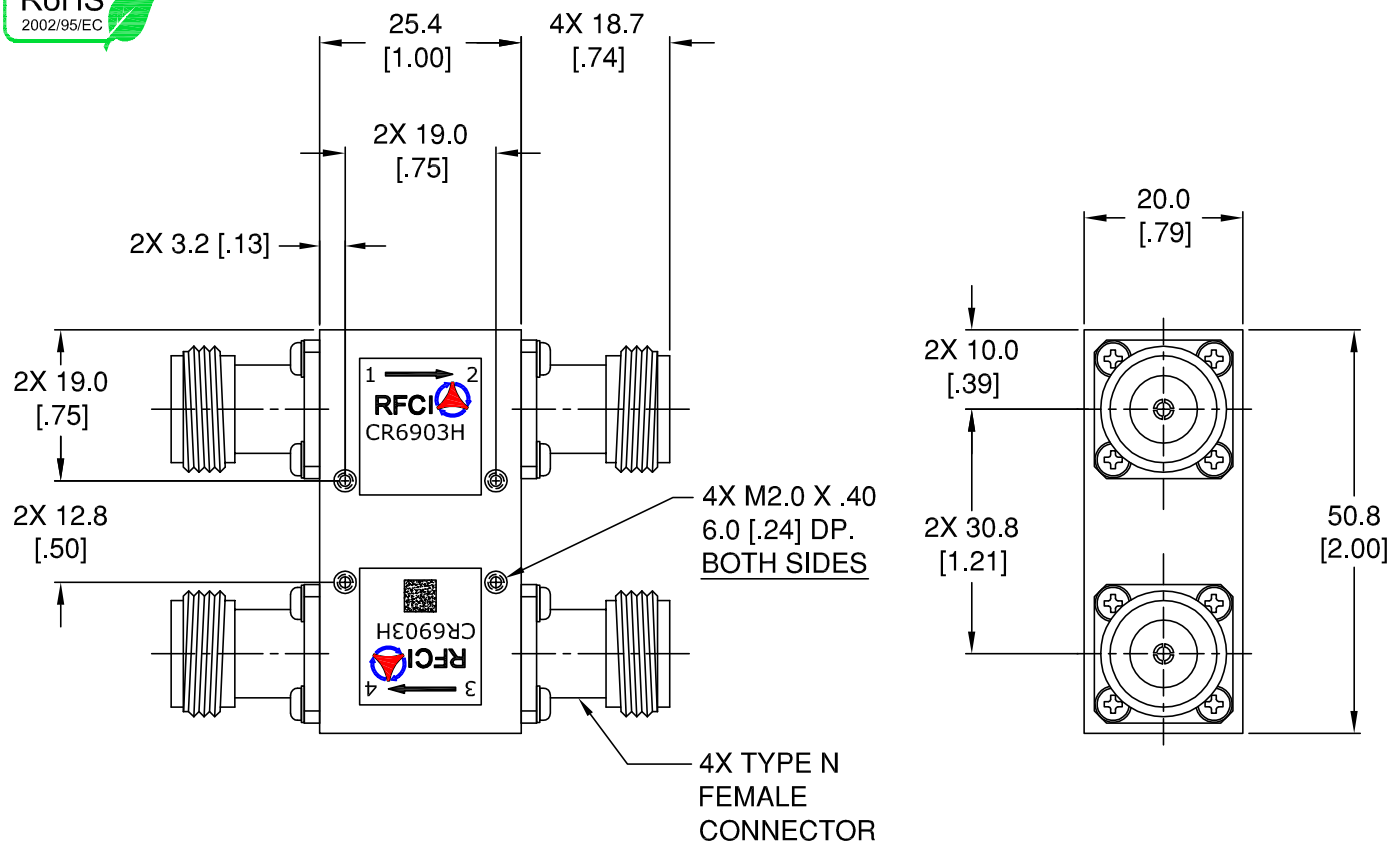 RoHS
2002/95/EC
25.4
[1.00]
4X 18.7
[.74]
2X 19.0
[.75]
2X 3.2 [.13]
20.0
[.79]
2X 19.0
[.75]
2X 10.0
[.39]
1 2
RFCI
CR6903H
4X M2.0 X .40
6.0 [.24] DP.
BOTH SIDES
2X 12.8
[.50]
2X 30.8
[1.21]
50.8
[2.00]
CR6903H
RFCI
3 4
4X TYPE N
FEMALE
CONNECTOR